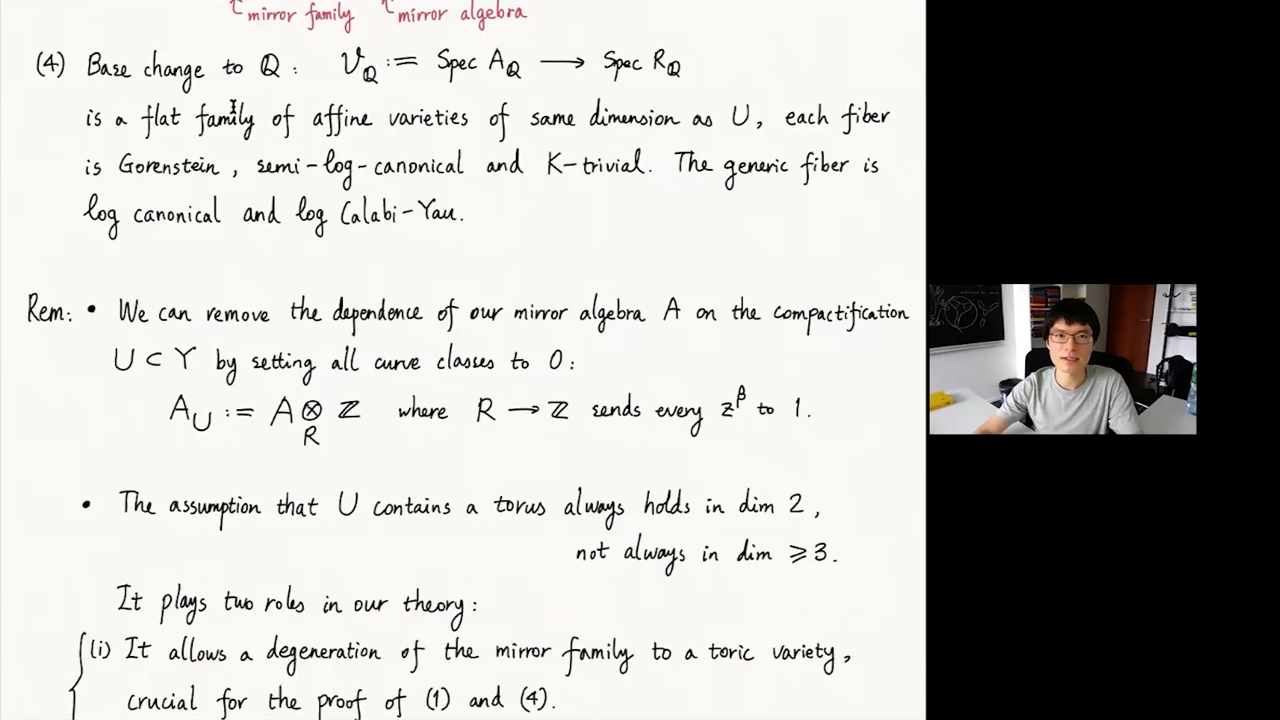 mirror family mirror algebra
(4) Base change to ℚ: 𝒱_ℚ := Spec A_ℚ ⟶ Spec R_ℚ
is a flat family of affine varieties of same dimension as U, each fiber
is Gorenstein, semi-log-canonical and K-trivial. The generic fiber is
log canonical and log Calabi-Yau.
Rem: • We can remove the dependence of our mirror algebra A on the compactification
U ⊂ Y by setting all curve classes to 0:
A_U := A ⊗_R ℤ where R ⟶ ℤ sends every z^β to 1.
• The assumption that U contains a torus always holds in dim 2,
not always in dim ⩾ 3.
It plays two roles in our theory:
(i) It allows a degeneration of the mirror family to a toric variety,
crucial for the proof of (1) and (4).